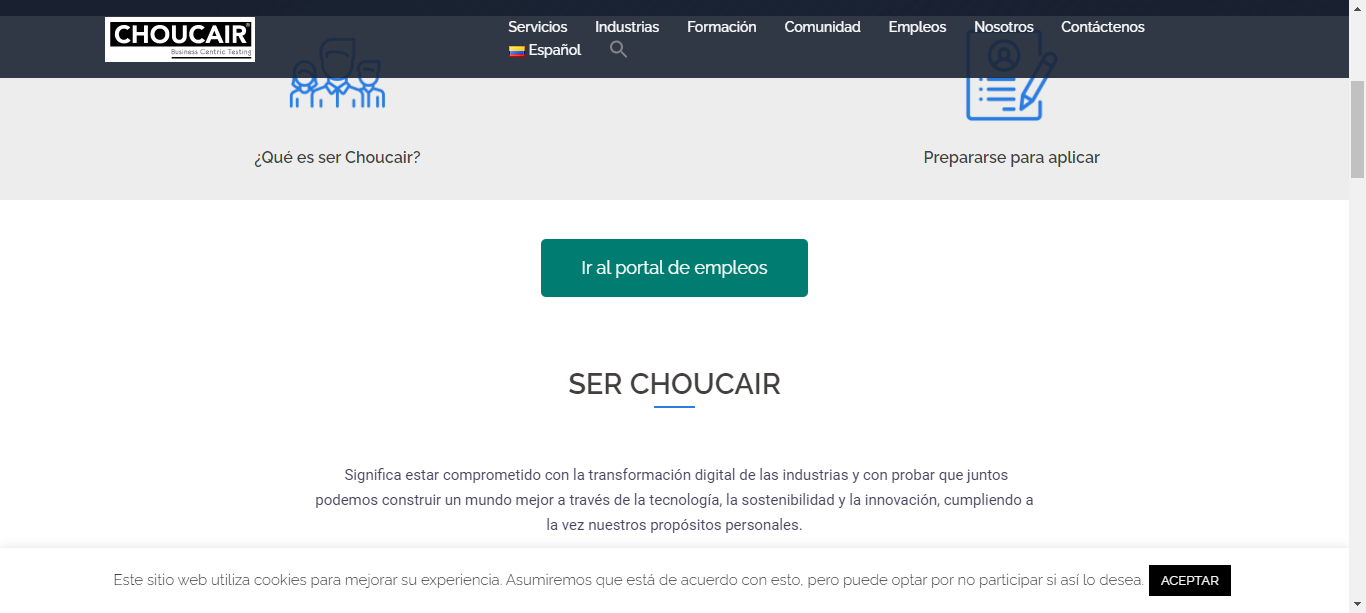 CHOUCAIR
Business Centric Testing
Servicios Industrias Formación Comunidad Empleos Nosotros Contáctenos
Español
¿Qué es ser Choucair? Prepararse para aplicar
Ir al portal de empleos
SER CHOUCAIR
Significa estar comprometido con la transformación digital de las industrias y con probar que juntos
podemos construir un mundo mejor a través de la tecnología, la sostenibilidad y la innovación, cumpliendo a
la vez nuestros propósitos personales.
Este sitio web utiliza cookies para mejorar su experiencia. Asumiremos que está de acuerdo con esto, pero puede optar por no participar si así lo desea. ACEPTAR